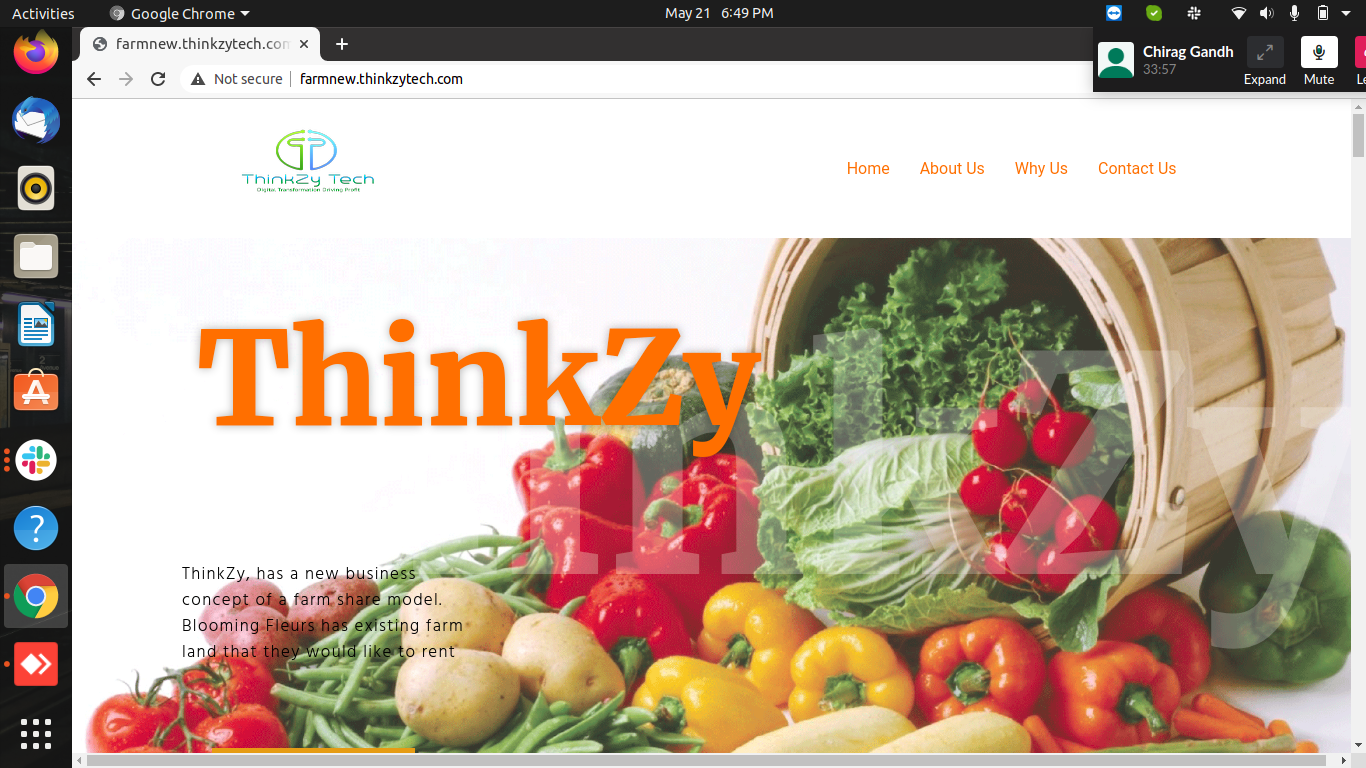 Activities
Google Chrome
May 21 6:49 PM
farmnew.thinkzytech.com
Not secure
farmnew.thinkzytech.com
Chirag Gandh
33:57
Expand
Mute
Le
ThinkZy Tech
Digital Transformation Driving Profit
Home
About Us
Why Us
Contact Us
ThinkZy
inkZy
ThinkZy, has a new business
concept of a farm share model.
Blooming Fleurs has existing farm
land that they would like to rent